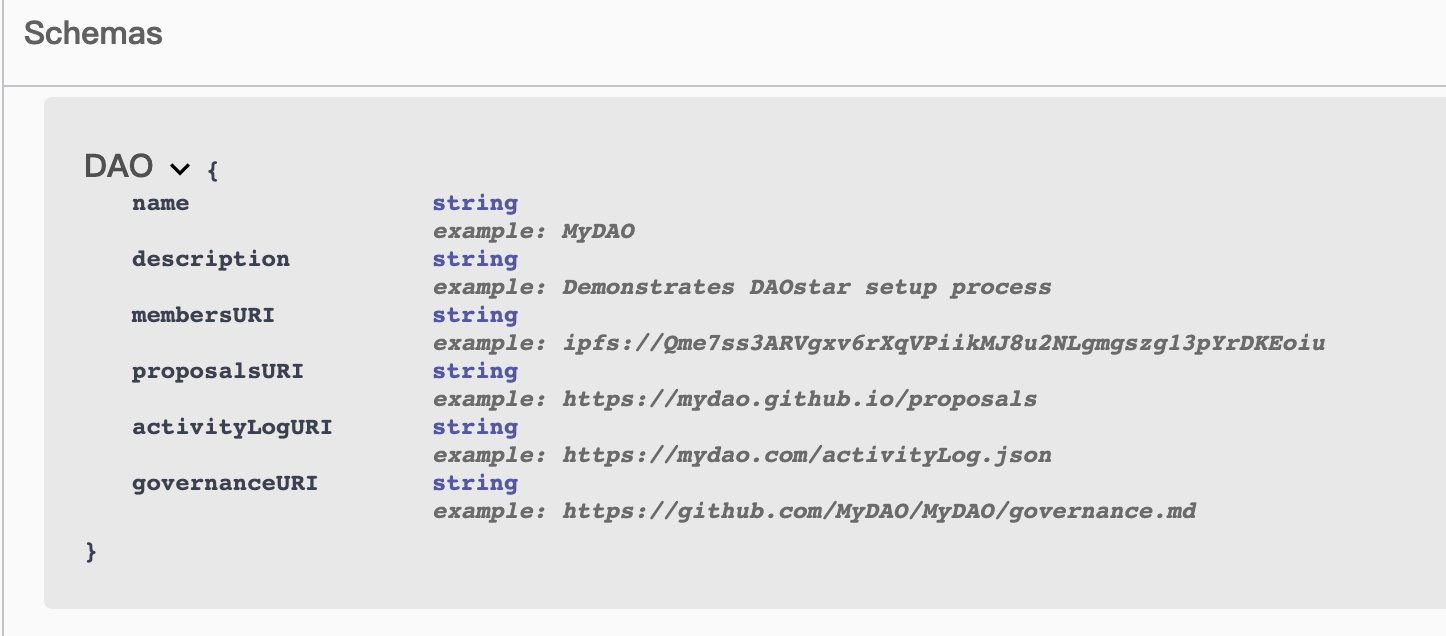 Schemas
DAO {
name string
example: MyDAO
description string
example: Demonstrates DAOstar setup process
membersURI string
example: ipfs://Qme7ss3ARVgxv6rXqVPiikMJ8u2NLgmgszg13pYrDKEoiu
proposalsURI string
example: https://mydao.github.io/proposals
activityLogURI string
example: https://mydao.com/activityLog.json
governanceURI string
example: https://github.com/MyDAO/MyDAO/governance.md
}